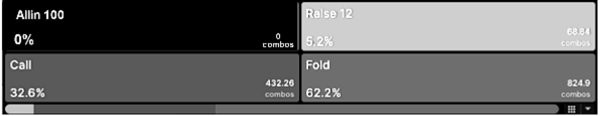 Allin 100
0%
0
combos
Raise 12
5.2%
68.84
combos
Call
32.6%
432.26
combos
Fold
62.2%
824.9
combos